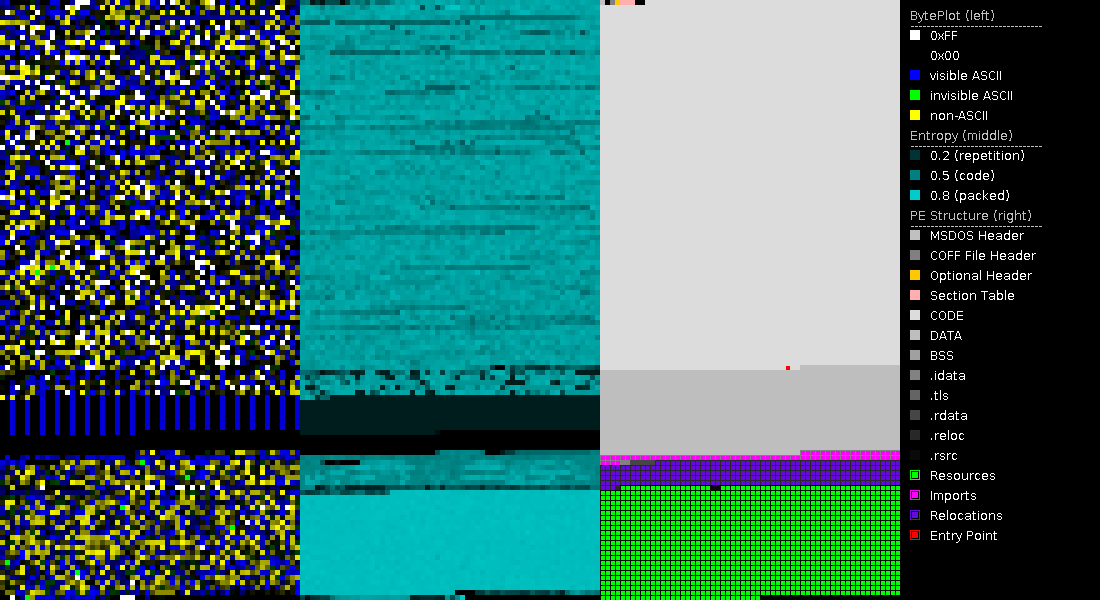 BytePlot (left)
0xFF
0x00
visible ASCII
invisible ASCII
non-ASCII
Entropy (middle)
0.2 (repetition)
0.5 (code)
0.8 (packed)
PE Structure (right)
MSDOS Header
COFF File Header
Optional Header
Section Table
CODE
DATA
BSS
.idata
.tls
.rdata
.reloc
.rsrc
Resources
Imports
Relocations
Entry Point